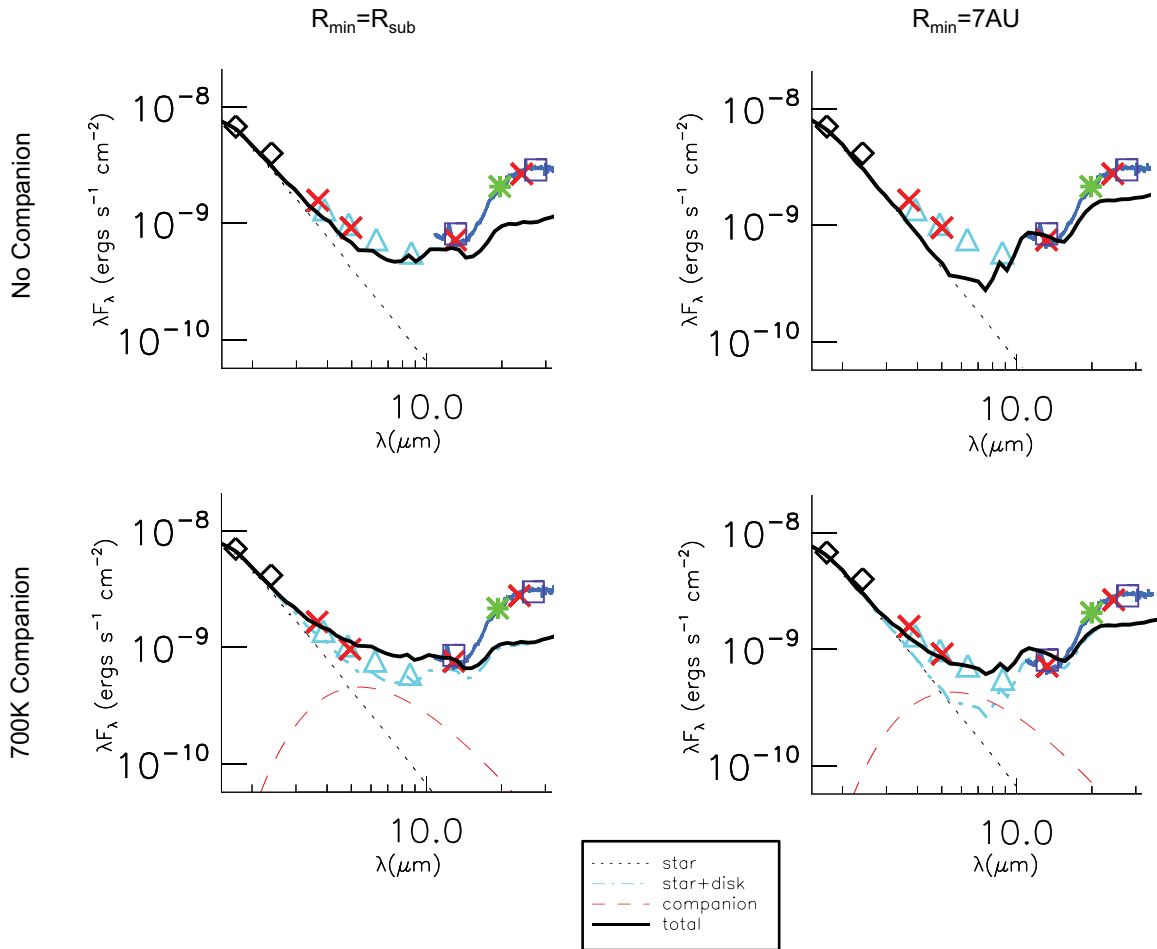 R_min=R_sub
R_min=7AU
No Companion
10^-8
10^-9
10^-10
λF_λ (ergs s^-1 cm^-2)
10.0
λ(μm)
10^-8
10^-9
10^-10
λF_λ (ergs s^-1 cm^-2)
10.0
λ(μm)
700K Companion
10^-8
10^-9
10^-10
λF_λ (ergs s^-1 cm^-2)
10.0
λ(μm)
10^-8
10^-9
10^-10
λF_λ (ergs s^-1 cm^-2)
10.0
λ(μm)
star
star+disk
companion
total